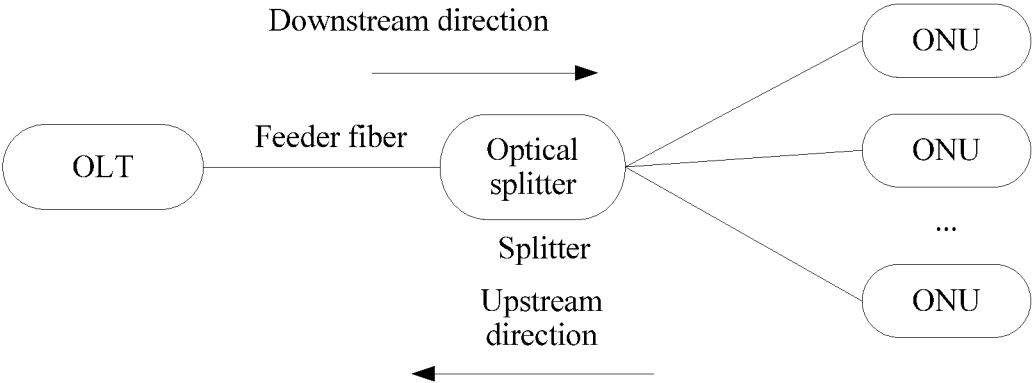 Downstream direction
ONU
Feeder fiber
OLT
Optical
splitter
ONU
Splitter
...
Upstream
direction
ONU